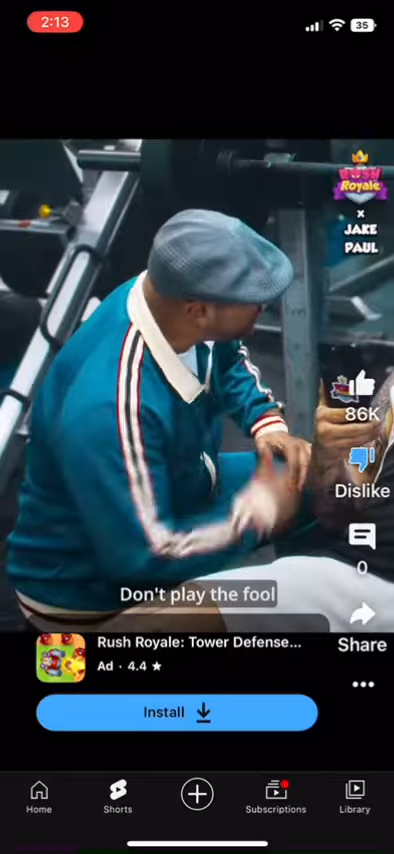 2:13
35
RUSH
Royale
x
JAKE
PAUL
86K
Dislike
0
Don't play the fool
Share
Rush Royale: Tower Defense...
Ad · 4.4 ★
Install
Home
Shorts
Subscriptions
Library